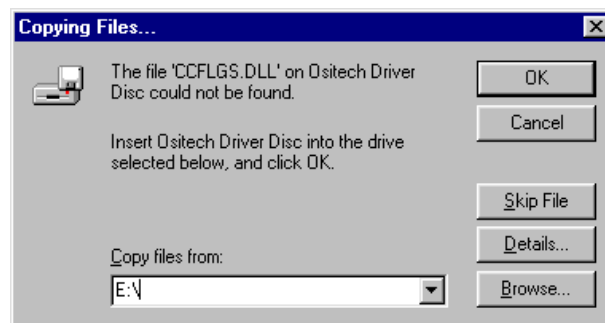 Copying Files...
The file 'CCFLGS.DLL' on Ositech Driver
Disc could not be found.
Insert Ositech Driver Disc into the drive
selected below, and click OK.
Copy files from:
E:\
OK
Cancel
Skip File
Details...
Browse...